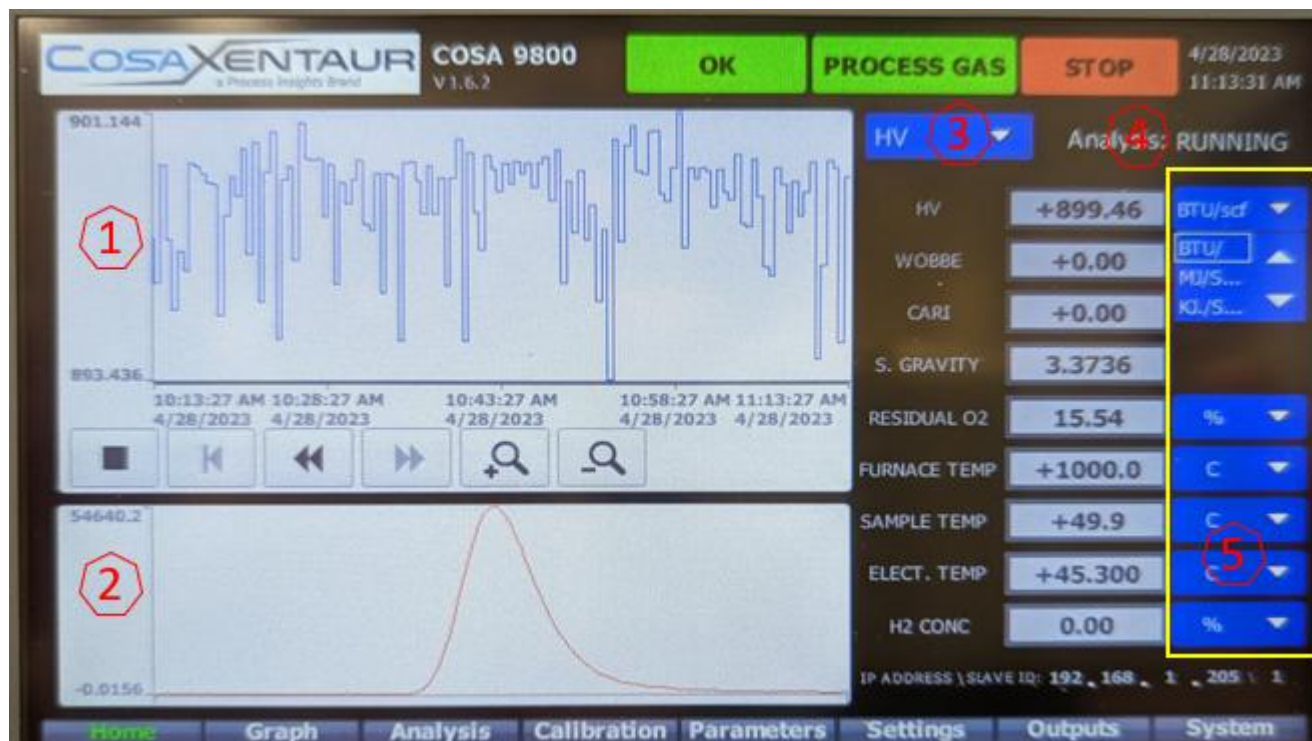 COSAXENTAUR
a Process Insights Brand
COSA 9800
V 1.6.2
OK
PROCESS GAS
STOP
4/28/2023
11:13:31 AM
901.144
893.436
10:13:27 AM 10:28:27 AM 10:43:27 AM 10:58:27 AM 11:13:27 AM
4/28/2023 4/28/2023 4/28/2023 4/28/2023 4/28/2023
1
54640.2
-0.0156
2
HV 3
Analysis: RUNNING
4
HV +899.46 BTU/scf
WOBBE +0.00 BTU/
MJ/S...
CARI +0.00 KJ./S...
S. GRAVITY 3.3736
RESIDUAL O2 15.54 %
FURNACE TEMP +1000.0 C
SAMPLE TEMP +49.9 C
ELECT. TEMP +45.300 C
5
H2 CONC 0.00 %
IP ADDRESS \ SLAVE ID: 192 . 168 . 1 . 205 \ 1
Home Graph Analysis Calibration Parameters Settings Outputs System